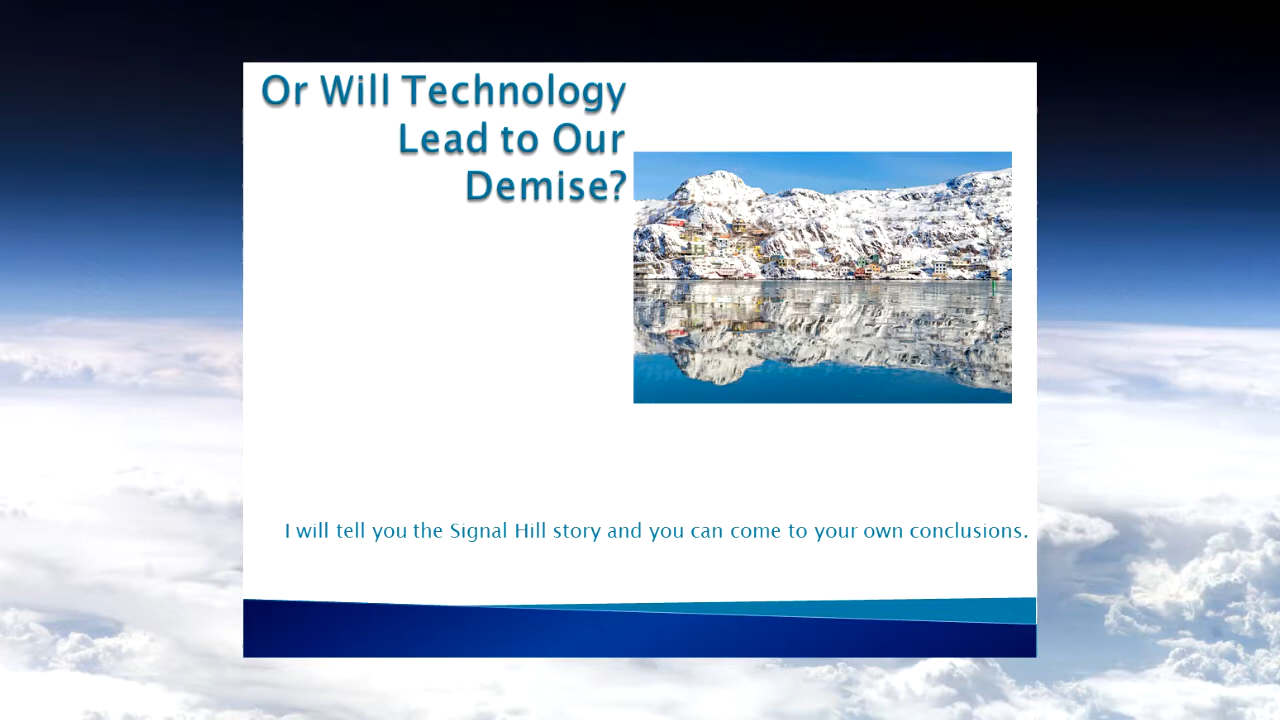 Or Will Technology
Lead to Our
Demise?
I will tell you the Signal Hill story and you can come to your own conclusions.